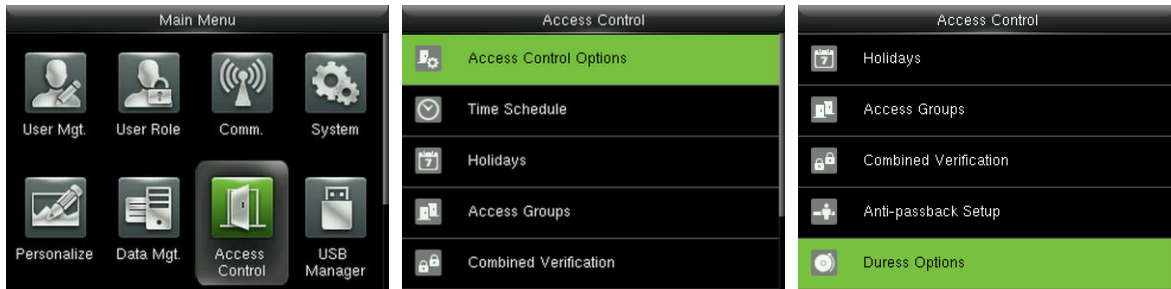 Main Menu
User Mgt.
User Role
Comm.
System
Personalize
Data Mgt.
Access
Control
USB
Manager
Access Control
Access Control Options
Time Schedule
7
Holidays
Access Groups
Combined Verification
Access Control
7
Holidays
Access Groups
Combined Verification
Anti-passback Setup
Duress Options